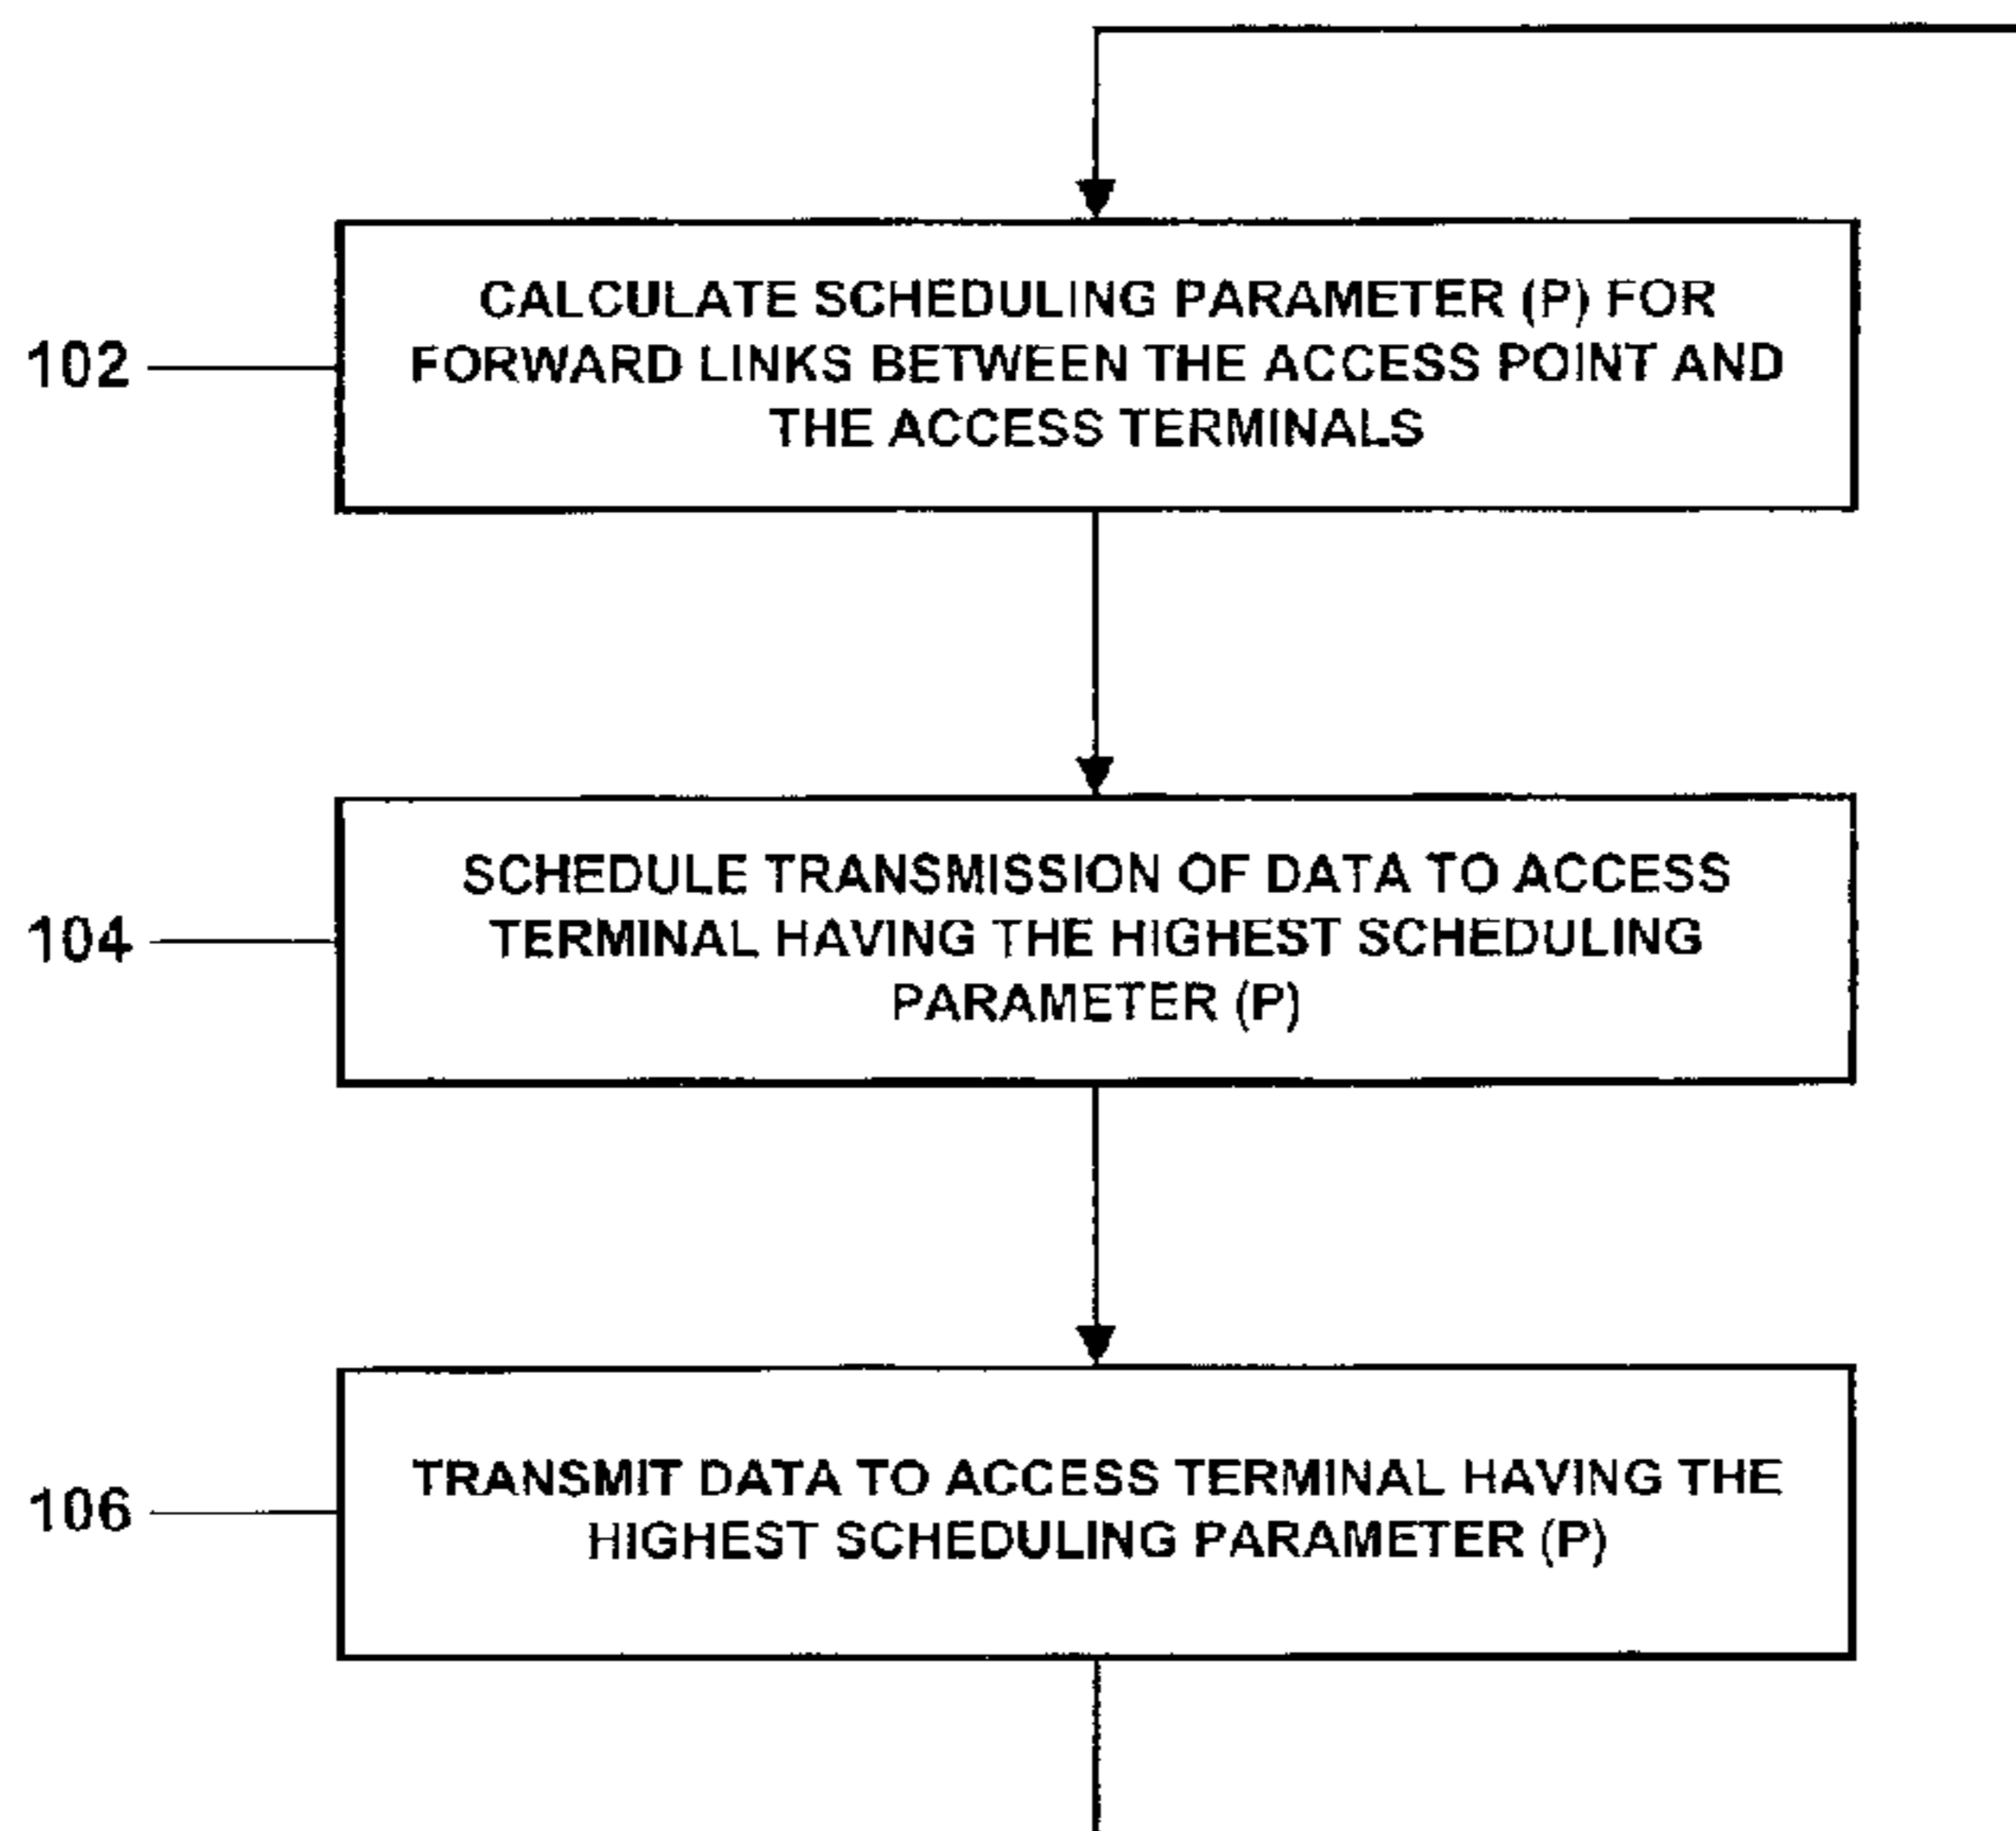 CALCULATE SCHEDULING PARAMETER (P) FOR
FORWARD LINKS BETWEEN THE ACCESS POINT AND
THE ACCESS TERMINALS
102
SCHEDULE TRANSMISSION OF DATA TO ACCESS
TERMINAL HAVING THE HIGHEST SCHEDULING
PARAMETER (P)
104
TRANSMIT DATA TO ACCESS TERMINAL HAVING THE
HIGHEST SCHEDULING PARAMETER (P)
106